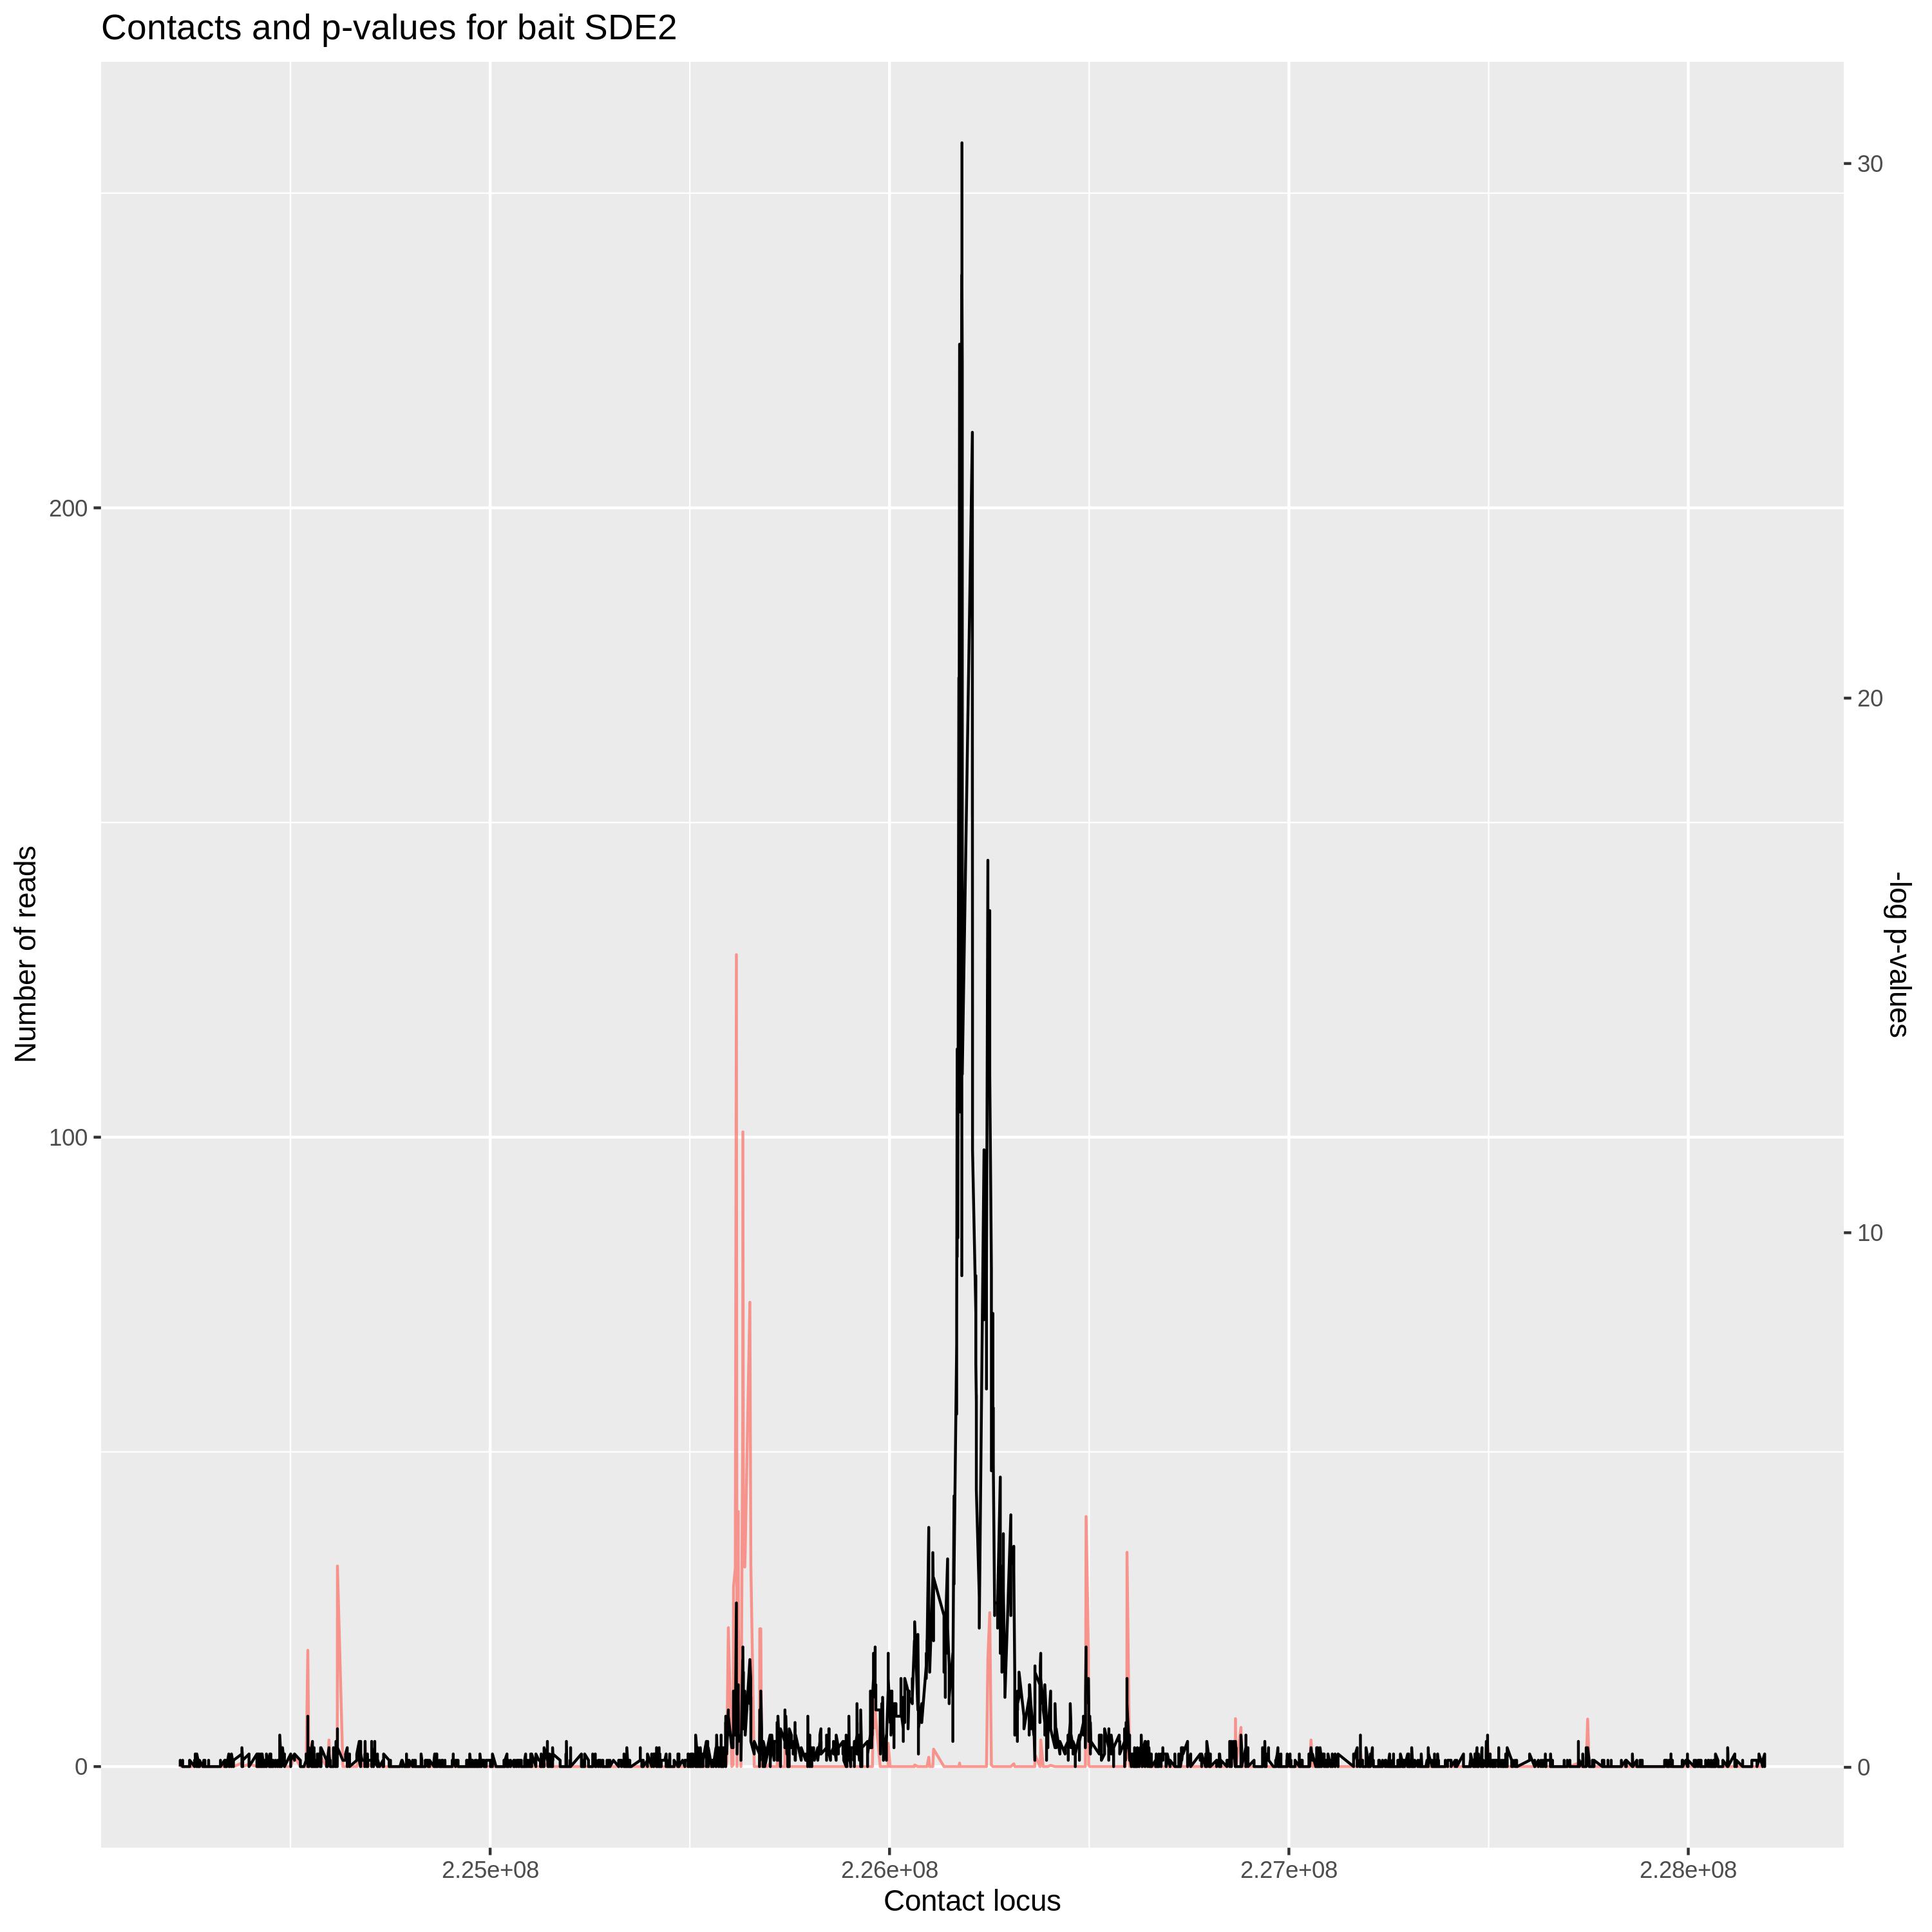 Contacts and p-values for bait SDE2
30
200
20
Number of reads
-log p-values
100
10
0
0
2.25e+08
2.26e+08
2.27e+08
2.28e+08
Contact locus